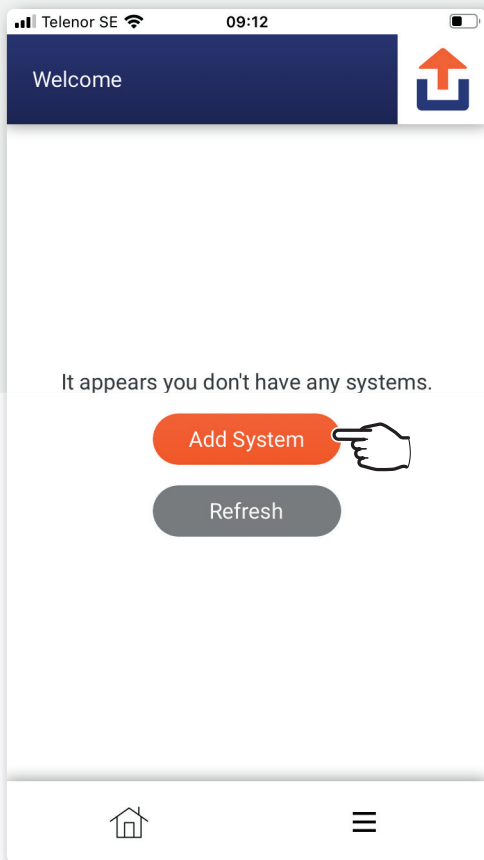 Telenor SE 09:12
Welcome
It appears you don't have any systems.
Add System
Refresh